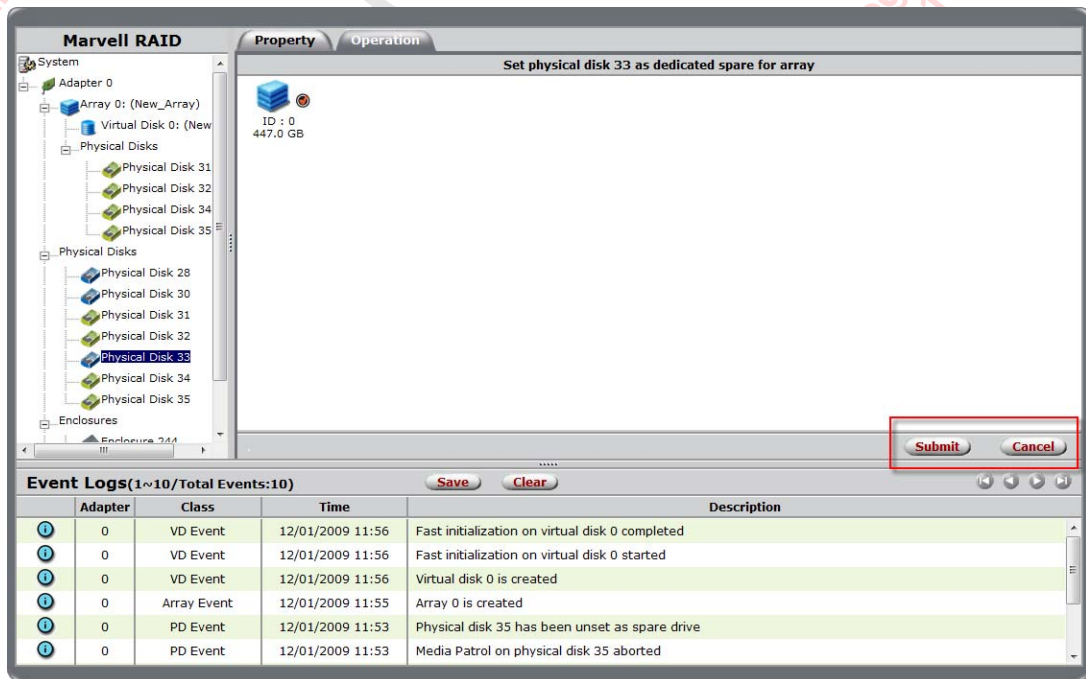 Marvell RAID
Property
Operation
System
Adapter 0
Array 0: (New_Array)
Virtual Disk 0: (New
Physical Disks
Physical Disk 31
Physical Disk 32
Physical Disk 34
Physical Disk 35
Physical Disks
Physical Disk 28
Physical Disk 30
Physical Disk 31
Physical Disk 32
Physical Disk 33
Physical Disk 34
Physical Disk 35
Enclosures
Enclosure 244
Set physical disk 33 as dedicated spare for array
ID : 0
447.0 GB
Submit
Cancel
Event Logs(1~10/Total Events:10)
Save
Clear
Adapter Class Time Description
0 VD Event 12/01/2009 11:56 Fast initialization on virtual disk 0 completed
0 VD Event 12/01/2009 11:56 Fast initialization on virtual disk 0 started
0 VD Event 12/01/2009 11:56 Virtual disk 0 is created
0 Array Event 12/01/2009 11:55 Array 0 is created
0 PD Event 12/01/2009 11:53 Physical disk 35 has been unset as spare drive
0 PD Event 12/01/2009 11:53 Media Patrol on physical disk 35 aborted